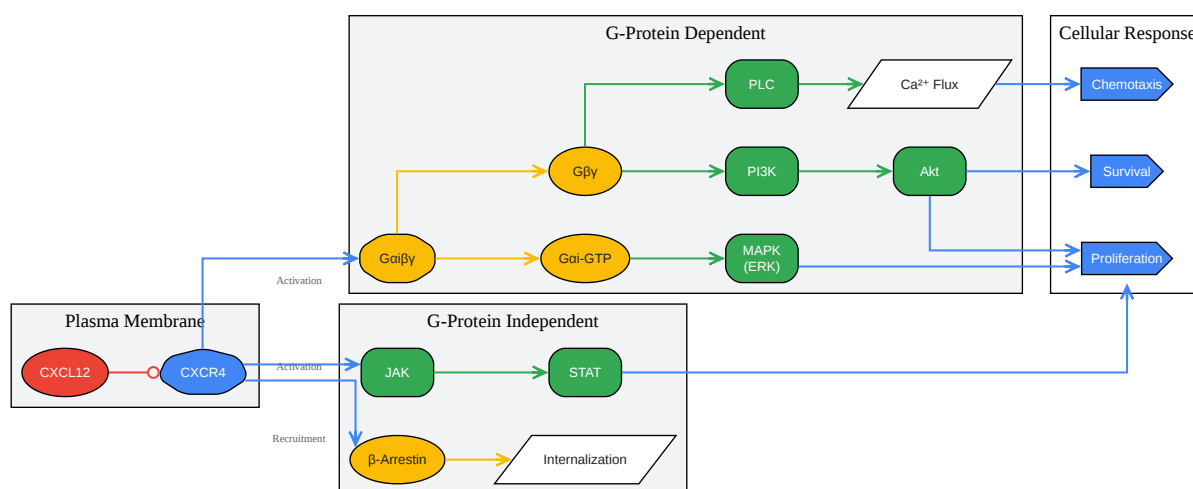 G-Protein Dependent
Cellular Response
PLC
Ca²⁺ Flux
Chemotaxis
Gβγ
PI3K
Akt
Survival
Gαiβγ
Gαi-GTP
MAPK
(ERK)
Proliferation
Activation
Plasma Membrane
G-Protein Independent
CXCL12
CXCR4
Activation
JAK
STAT
Recruitment
β-Arrestin
Internalization